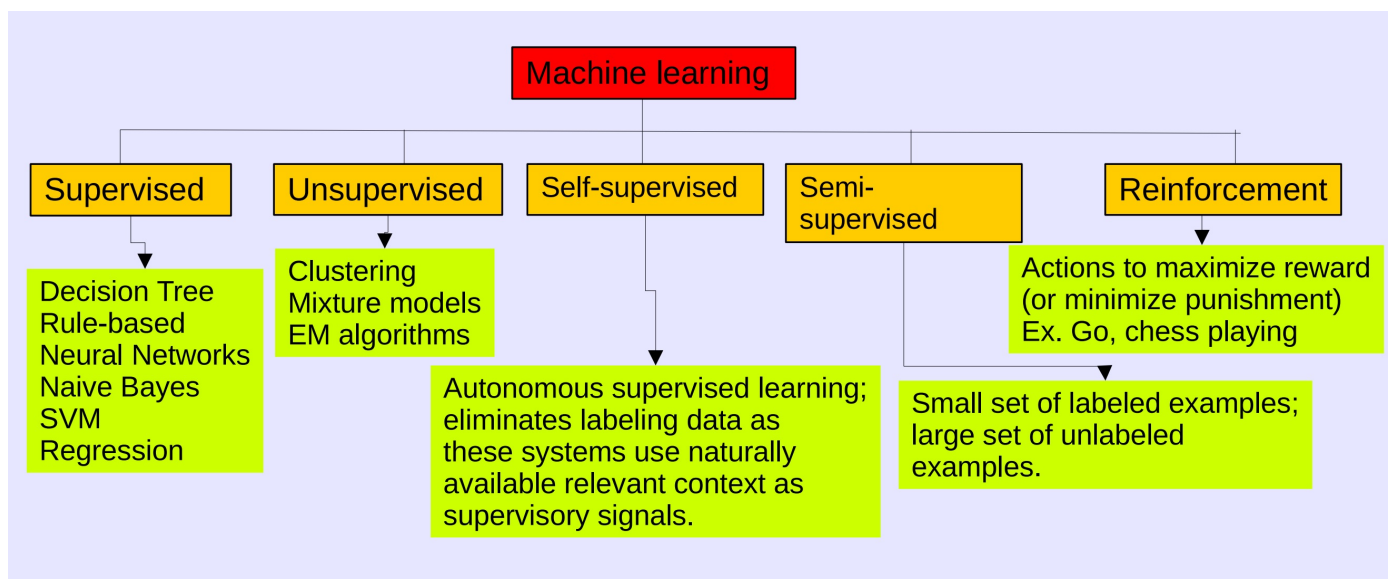 Machine learning
Supervised
Unsupervised
Self-supervised
Semi-
supervised
Reinforcement
Decision Tree
Rule-based
Neural Networks
Naive Bayes
SVM
Regression
Clustering
Mixture models
EM algorithms
Autonomous supervised learning;
eliminates labeling data as
these systems use naturally
available relevant context as
supervisory signals.
Small set of labeled examples;
large set of unlabeled
examples.
Actions to maximize reward
(or minimize punishment)
Ex. Go, chess playing